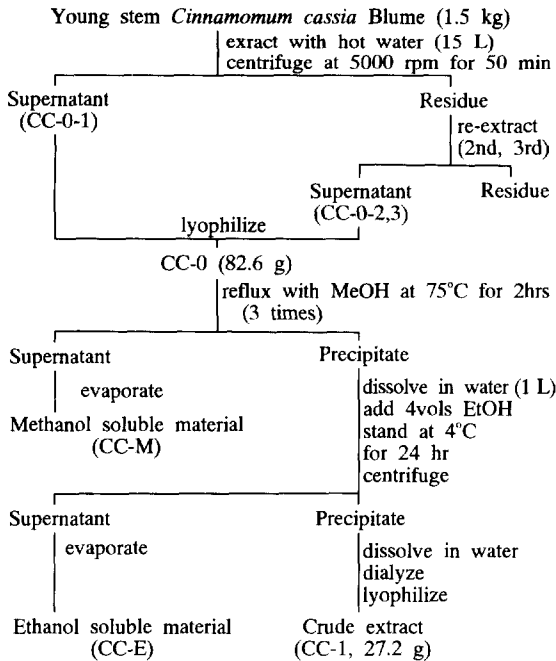 Young stem Cinnamomum cassia Blume (1.5 kg)
exract with hot water (15 L)
centrifuge at 5000 rpm for 50 min
Supernatant
(CC-0-1)
Residue
re-extract
(2nd, 3rd)
Supernatant
(CC-0-2,3)
Residue
lyophilize
CC-0 (82.6 g)
reflux with MeOH at 75°C for 2hrs
(3 times)
Supernatant
evaporate
Methanol soluble material
(CC-M)
Precipitate
dissolve in water (1 L)
add 4vols EtOH
stand at 4°C
for 24 hr
centrifuge
Supernatant
evaporate
Ethanol soluble material
(CC-E)
Precipitate
dissolve in water
dialyze
lyophilize
Crude extract
(CC-1, 27.2 g)